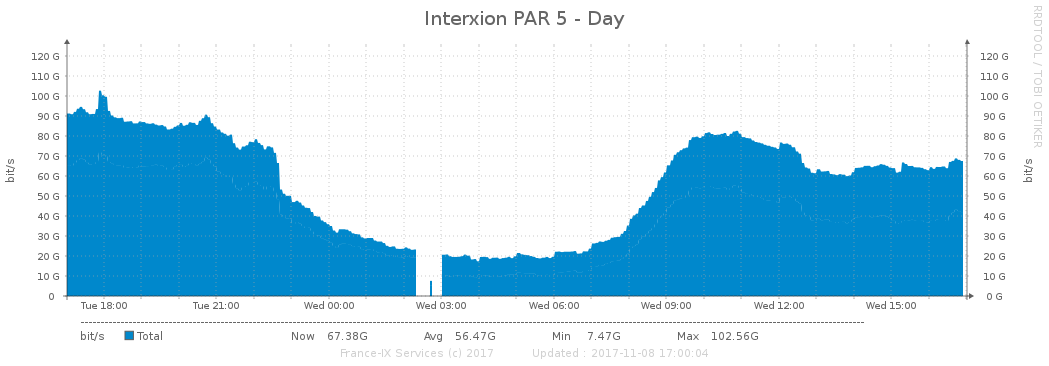 Interxion PAR 5 - Day
RRDTOOL / TOBI OETIKER
120 G 120 G
110 G 110 G
100 G 100 G
90 G 90 G
80 G 80 G
70 G 70 G
60 G 60 G
50 G 50 G
40 G 40 G
30 G 30 G
20 G 20 G
10 G 10 G
0 0 G
bit/s bit/s
Tue 18:00 Tue 21:00 Wed 00:00 Wed 03:00 Wed 06:00 Wed 09:00 Wed 12:00 Wed 15:00
bit/s Total Now 67.38G Avg 56.47G Min 7.47G Max 102.56G
France-IX Services (c) 2017 Updated : 2017-11-08 17:00:04